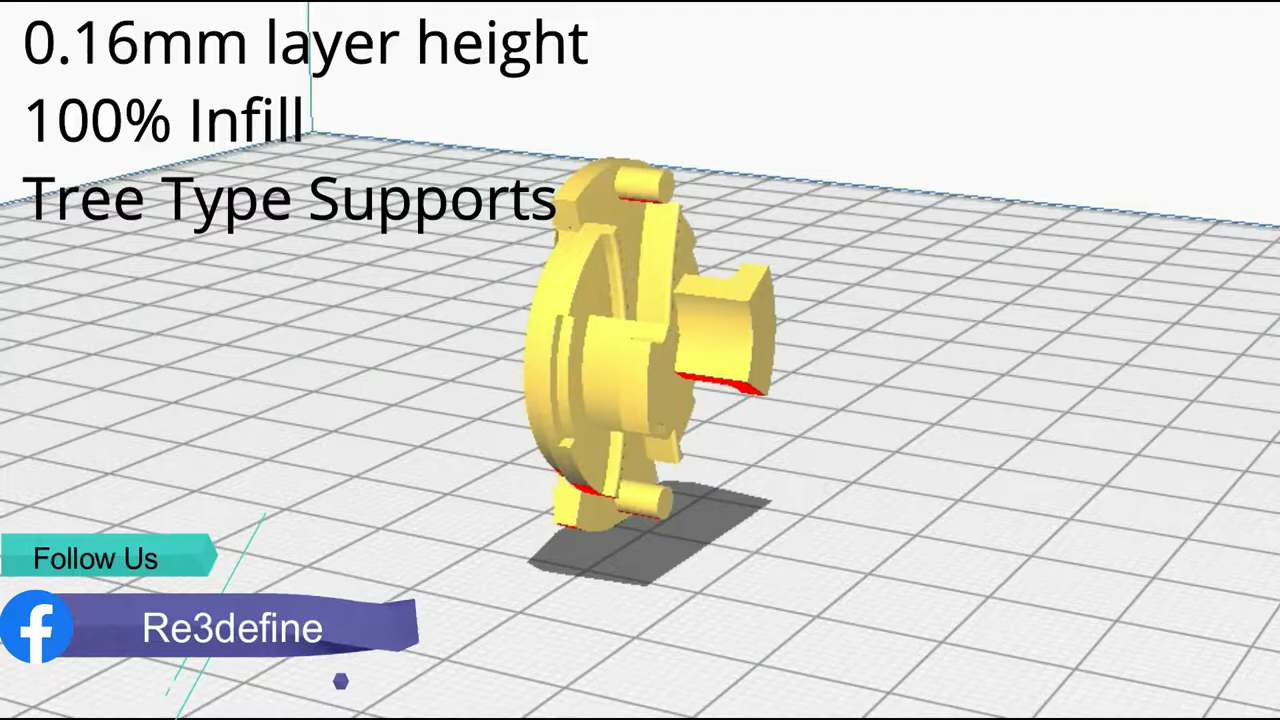 0.16mm layer height
100% Infill
Tree Type Supports
Follow Us
Re3define